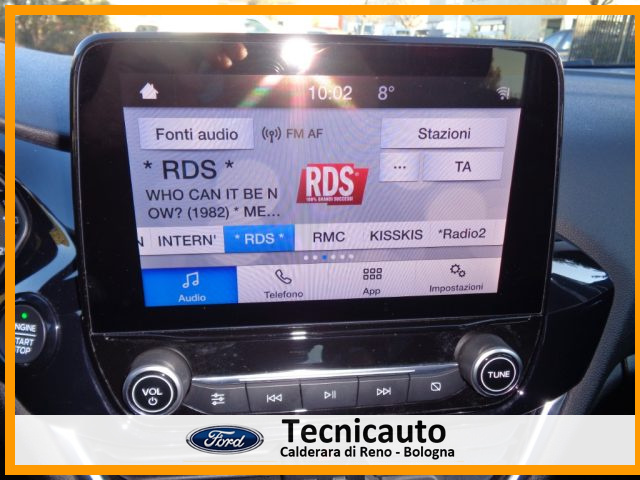 10:02 8°
Fonti audio FM AF Stazioni
* RDS * ... TA
WHO CAN IT BE N
OW? (1982) * ME...
RDS®
100% GRANDI SUCCESSI
N INTERN' * RDS * RMC KISSKIS *Radio2
Audio Telefono App Impostazioni
ENGINE
START
STOP
VOL TUNE
Ford
Tecnicauto
Calderara di Reno - Bologna